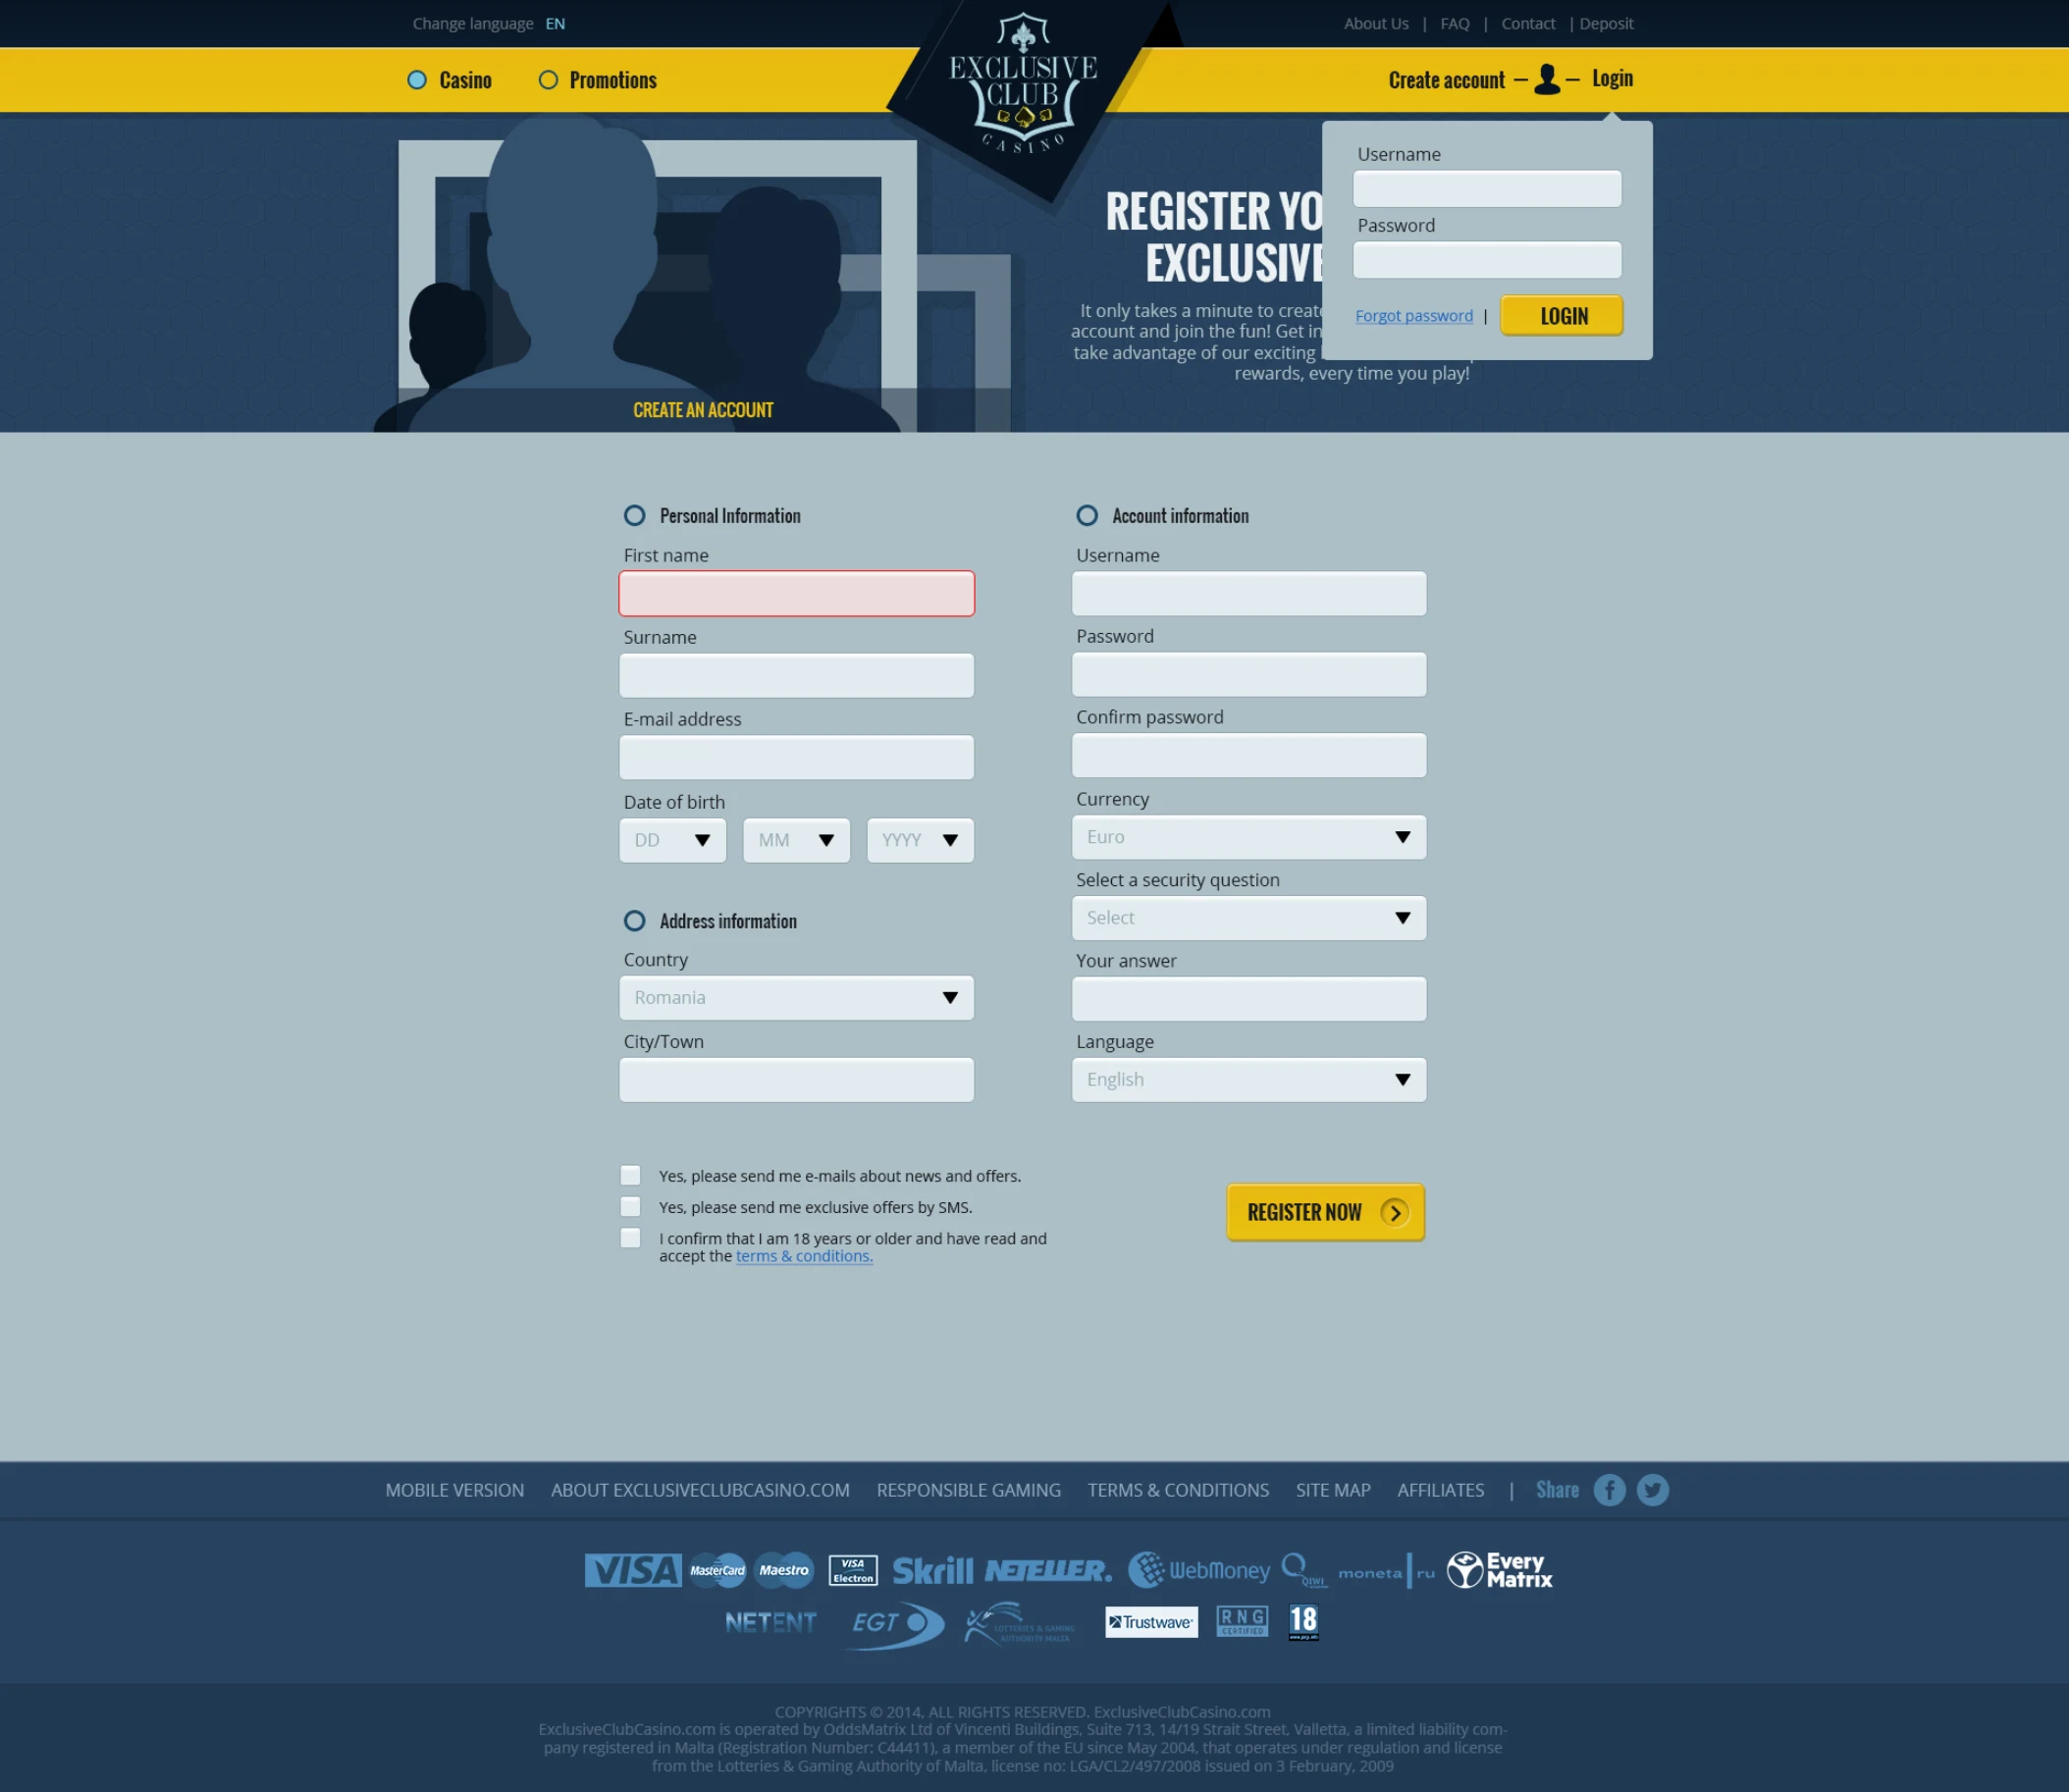 Change language EN
About Us | FAQ | Contact | Deposit
Casino
Promotions
EXCLUSIVE
CLUB
CASINO
Create account
Login
Username
Password
Forgot password |
LOGIN
REGISTER YO
EXCLUSIVE
It only takes a minute to create
account and join the fun! Get in
take advantage of our exciting
rewards, every time you play!
CREATE AN ACCOUNT
Personal Information
First name
Surname
E-mail address
Date of birth
DD
MM
YYYY
Address information
Country
Romania
City/Town
Account information
Username
Password
Confirm password
Currency
Euro
Select a security question
Select
Your answer
Language
English
Yes, please send me e-mails about news and offers.
Yes, please send me exclusive offers by SMS.
I confirm that I am 18 years or older and have read and
accept the terms & conditions.
REGISTER NOW
MOBILE VERSION ABOUT EXCLUSIVECLUBCASINO.COM RESPONSIBLE GAMING TERMS & CONDITIONS SITE MAP AFFILIATES | Share
VISA MasterCard Maestro VISA Electron Skrill NETELLER. WebMoney QIWI moneta|ru Every Matrix
NETENT EGT LOTTERIES & GAMING AUTHORITY MALTA Trustwave RNG CERTIFIED 18
COPYRIGHTS © 2014, ALL RIGHTS RESERVED. ExclusiveClubCasino.com
ExclusiveClubCasino.com is operated by OddsMatrix Ltd of Vincenti Buildings, Suite 713, 14/19 Strait Street, Valletta, a limited liability com-
pany registered in Malta (Registration Number: C44411), a member of the EU since May 2004, that operates under regulation and license
from the Lotteries & Gaming Authority of Malta, license no: LGA/CL2/497/2008 issued on 3 February, 2009